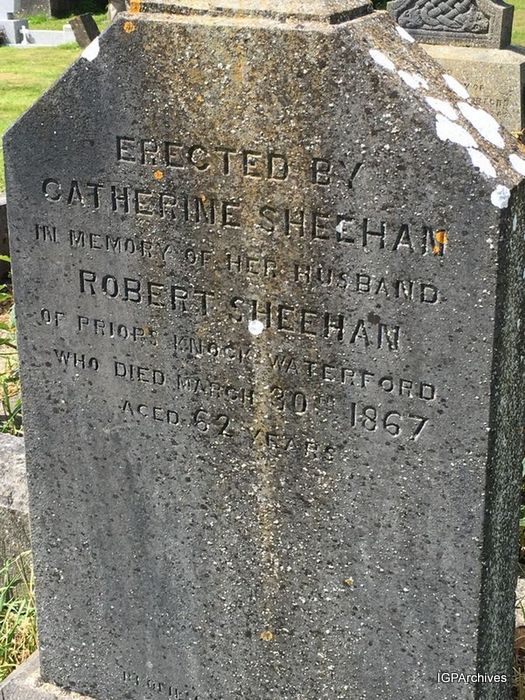 ERECTED BY
CATHERINE SHEEHAN
IN MEMORY OF HER HUSBAND
ROBERT SHEEHAN
OF PRIORS KNOCK WATERFORD
WHO DIED MARCH 30TH 1867
AGED 62 YEARS
IGPArchives